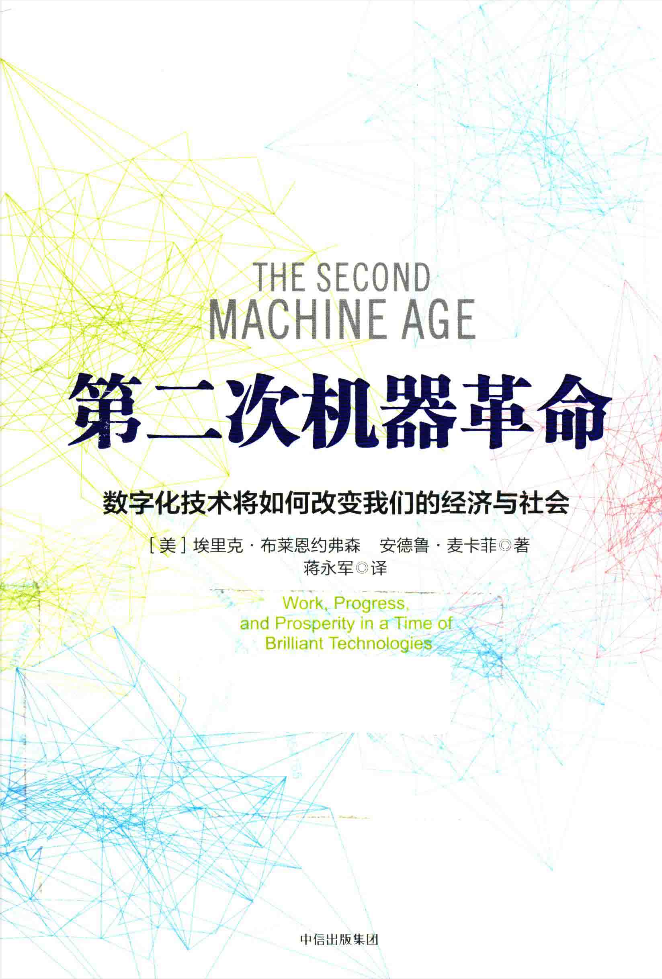 THE SECOND
MACHINE AGE
第二次机器革命
数字化技术将如何改变我们的经济与社会
［美］埃里克·布莱恩约弗森　安德鲁·麦卡菲◎著
蒋永军◎译
Work, Progress,
and Prosperity in a Time of
Brilliant Technologies
中信出版集团